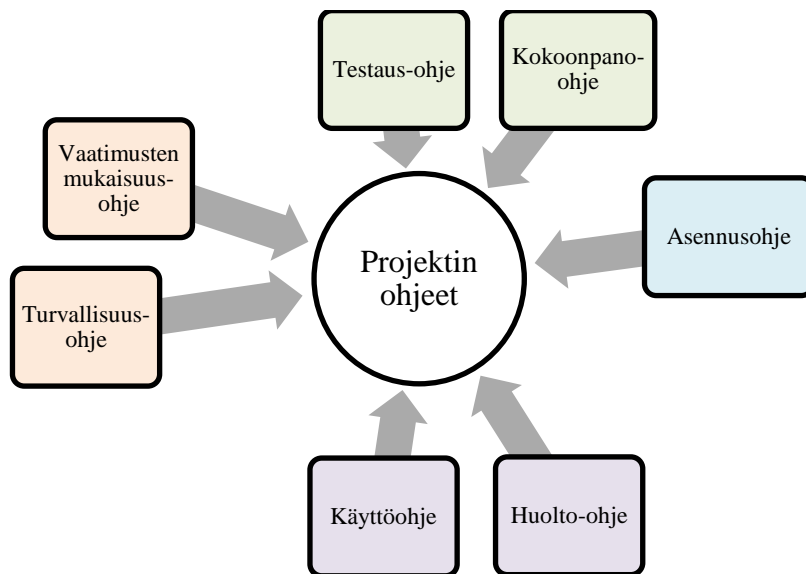 Testaus-ohje
Kokoonpano-
ohje
Vaatimusten
mukaisuus-
ohje
Asennusohje
Projektin
ohjeet
Turvallisuus-
ohje
Käyttöohje
Huolto-ohje